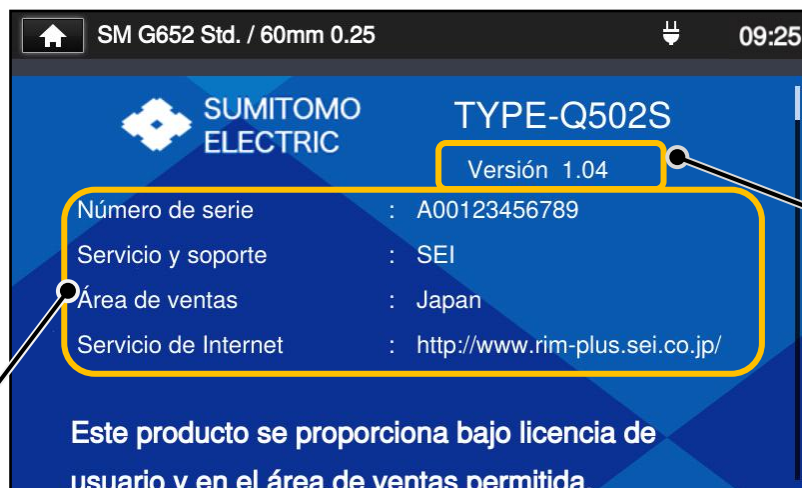 SM G652 Std. / 60mm 0.25 09:25
SUMITOMO
ELECTRIC
TYPE-Q502S
Versión 1.04
Número de serie : A00123456789
Servicio y soporte : SEI
Área de ventas : Japan
Servicio de Internet : http://www.rim-plus.sei.co.jp/
Este producto se proporciona bajo licencia de
usuario y en el área de ventas permitida.